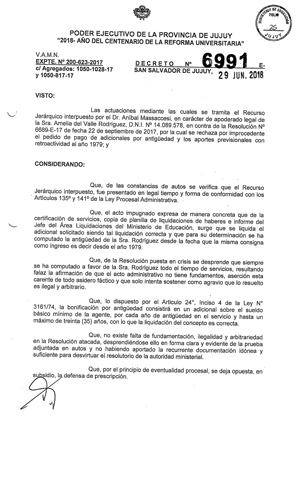 PODER EJECUTIVO DE LA PROVINCIA DE JUJUY
"2018- AÑO DEL CENTENARIO DE LA REFORMA UNIVERSITARIA"
V.A.M.N.
EXPTE. Nº 200-623-2017
c/ Agregados: 1050-1028-17
y 1050-817-17
DECRETO Nº 6991 E-
SAN SALVADOR DE JUJUY, 29 JUN. 2018
VISTO:
Las actuaciones mediante las cuales se tramita el Recurso
Jerárquico interpuesto por el Dr. Aníbal Massaccesi, en carácter de apoderado legal de
la Sra. Amelia del Valle Rodríguez, D.N.I. Nº 14.089.578, en contra de la Resolución Nº
6689-E-17 de fecha 22 de septiembre de 2017, por la cual se rechaza por improcedente
el pedido de pago de adicionales por antigüedad y los aportes previsionales con
retroactividad al año 1979; y
CONSIDERANDO:
Que, de las constancias de autos se verifica que el Recurso
Jerárquico interpuesto, fue presentado en legal tiempo y forma de conformidad con los
Artículos 135º y 141º de la Ley Procesal Administrativa.
Que, el acto impugnado expresa de manera concreta que de la
certificación de servicios, copia de planilla de liquidaciones de haberes e informe del
Jefe del Área Liquidaciones del Ministerio de Educación, surge que se liquida el
adicional solicitado siendo tal liquidación correcta y que para su determinación se ha
computado la antigüedad de la Sra. Rodríguez desde la fecha que la misma consigna
como ingreso es decir desde el año 1979.
Que, de la Resolución puesta en crisis se desprende que siempre
se ha computado a favor de la Sra. Rodríguez todo el tiempo de servicios, resultando
falaz la afirmación de que el acto administrativo no tiene fundamentos, aserción esta
carente de todo asidero fáctico y que solo intenta sostener como agravio que lo resuelto
es ilegal y arbitrario.
Que, lo dispuesto por el Artículo 24°, Inciso 4 de la Ley N°
3161/74, la bonificación por antigüedad consistirá en un adicional sobre el sueldo
básico mínimo de la agente, por cada año de antigüedad en el servicio y hasta un
máximo de treinta (35) años, con lo que la liquidación del concepto es correcta.
Que, no existe falta de fundamentación, legalidad y arbitrariedad
en la Resolución atacada, desprendiéndose ello en forma clara y evidente de la prueba
adjuntada en autos y no habiendo aportado la recurrente documentación idónea y
suficiente para desvirtuar el resolutorio de la autoridad ministerial.
Que, por el principio de eventualidad procesal, se deja opuesta, en
subsidio, la defensa de prescripción.